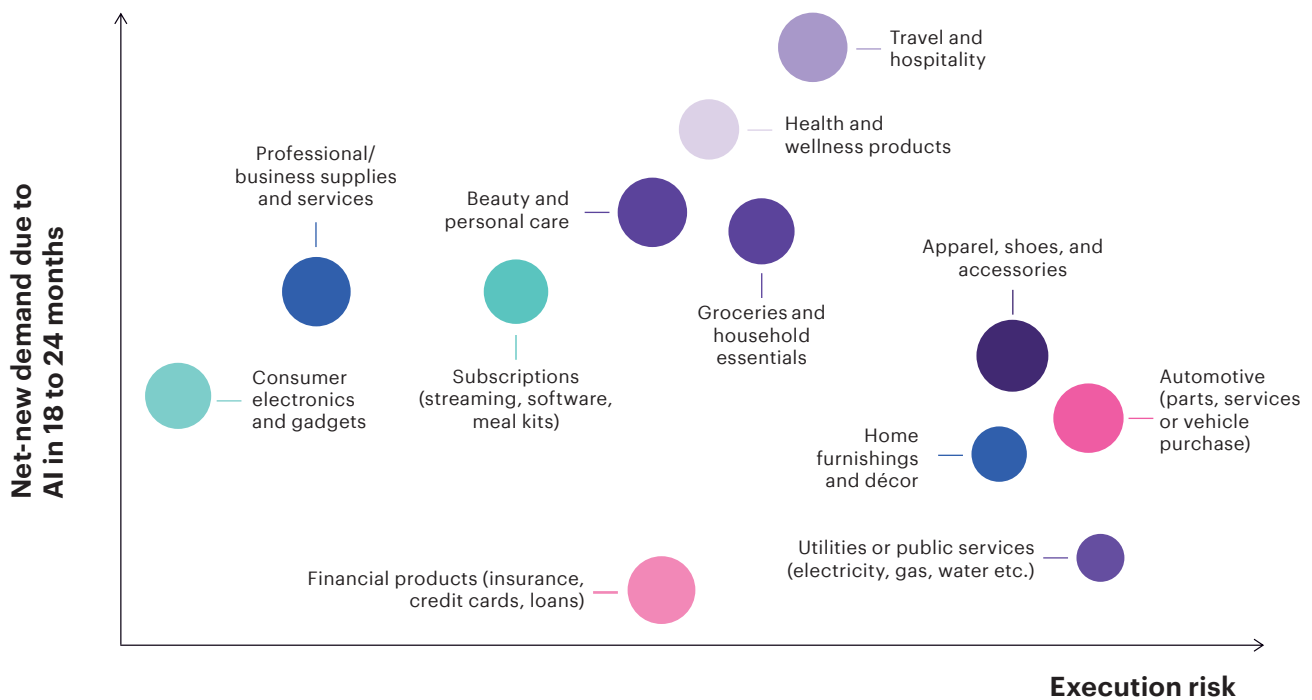 Net-new demand due to
AI in 18 to 24 months
Travel and
hospitality
Health and
wellness products
Professional/
business supplies
and services
Beauty and
personal care
Groceries and
household
essentials
Apparel, shoes, and
accessories
Consumer
electronics
and gadgets
Subscriptions
(streaming, software,
meal kits)
Automotive
(parts, services
or vehicle
purchase)
Home
furnishings
and décor
Utilities or public services
(electricity, gas, water etc.)
Financial products (insurance,
credit cards, loans)
Execution risk